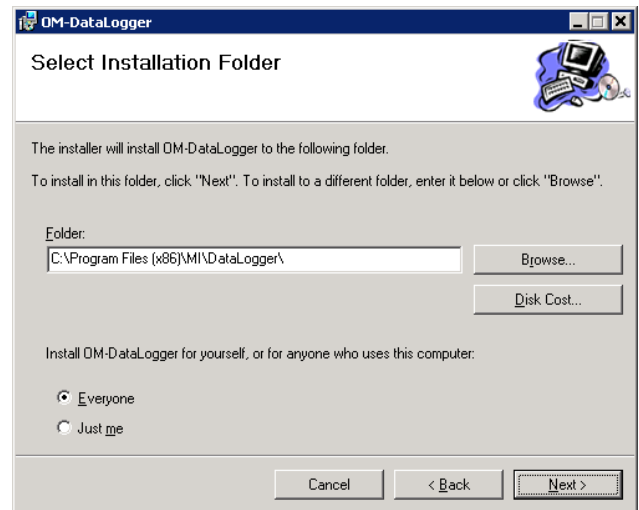 OM-DataLogger
Select Installation Folder
The installer will install OM-DataLogger to the following folder.
To install in this folder, click "Next". To install to a different folder, enter it below or click "Browse".
Folder:
C:\Program Files (x86)\MI\DataLogger\
Browse...
Disk Cost...
Install OM-DataLogger for yourself, or for anyone who uses this computer:
Everyone
Just me
Cancel
< Back
Next >